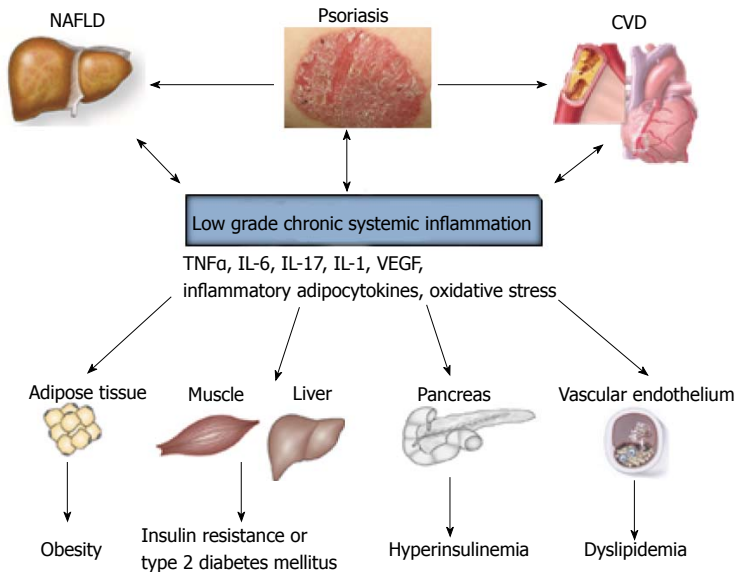 NAFLD
Psoriasis
CVD
Low grade chronic systemic inflammation
TNFα, IL-6, IL-17, IL-1, VEGF,
inflammatory adipocytokines, oxidative stress
Adipose tissue
Muscle
Liver
Pancreas
Vascular endothelium
Obesity
Insulin resistance or
type 2 diabetes mellitus
Hyperinsulinemia
Dyslipidemia